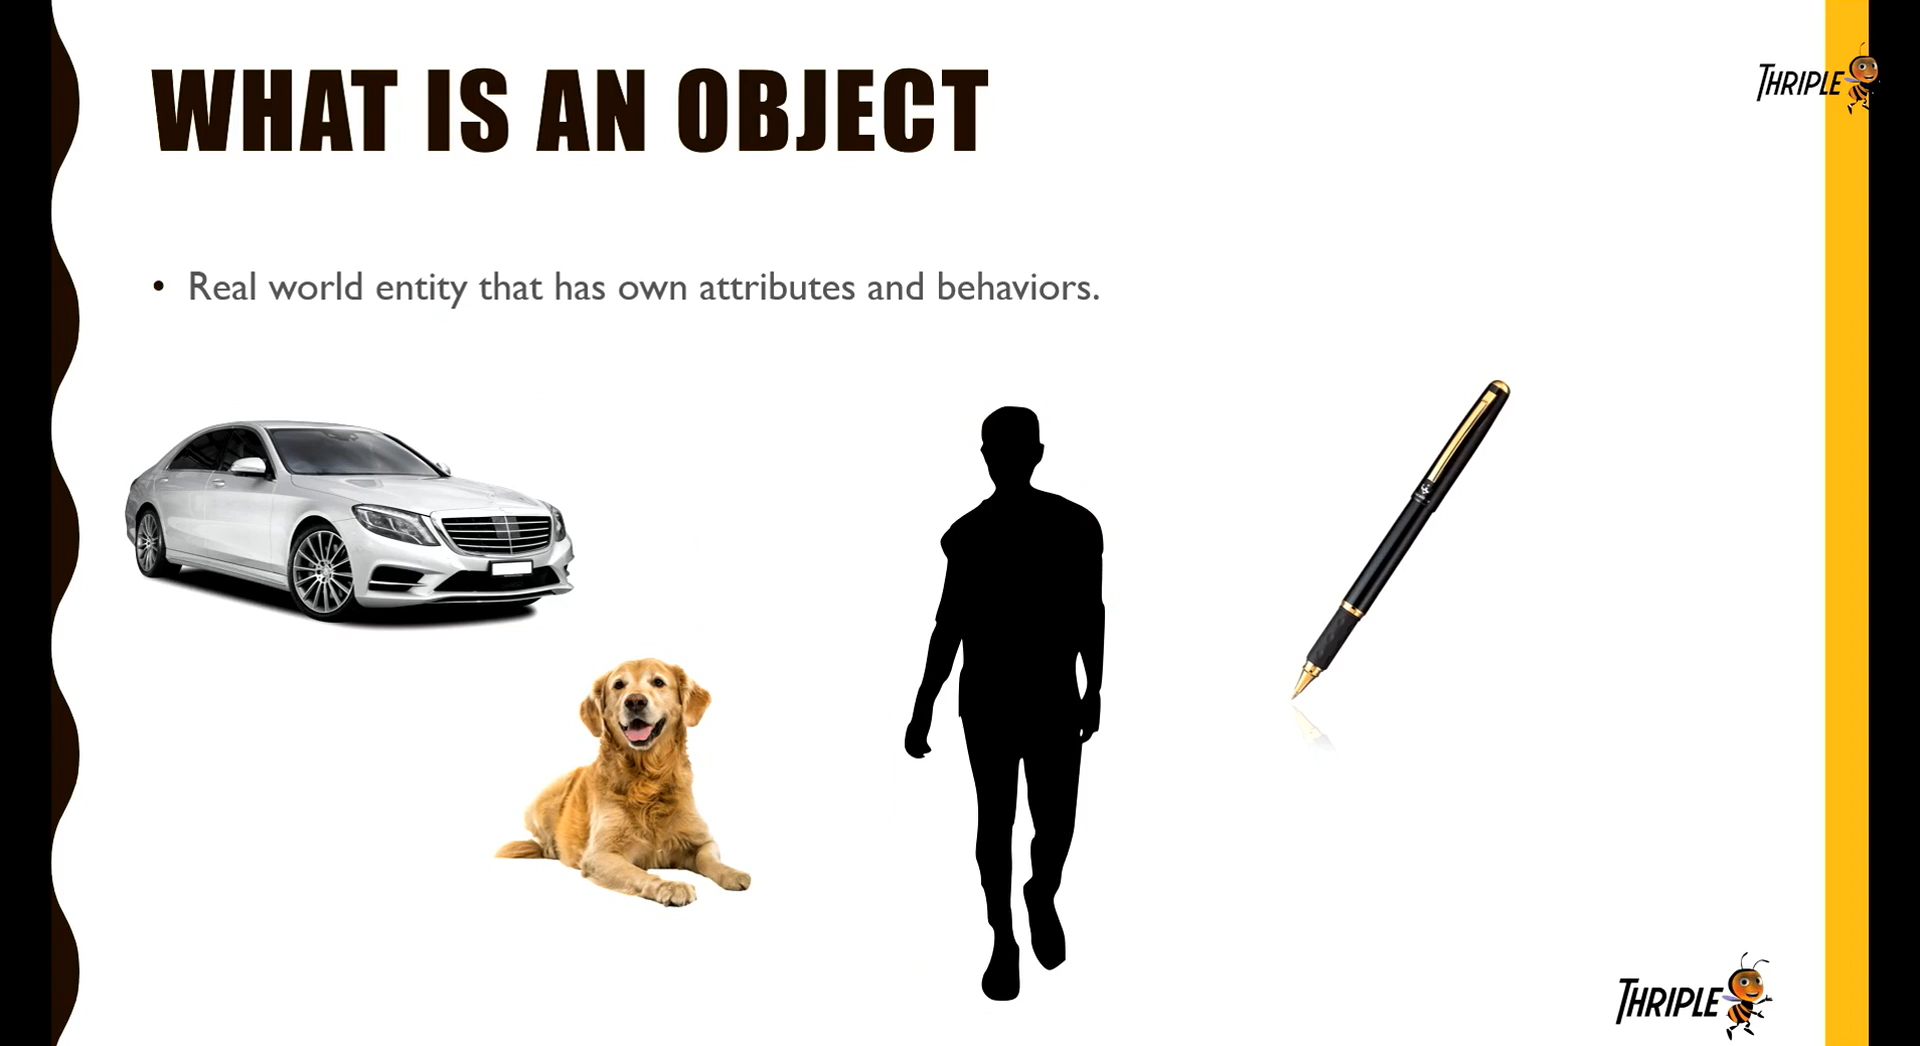 WHAT IS AN OBJECT
THRIPLE
• Real world entity that has own attributes and behaviors.
THRIPLE